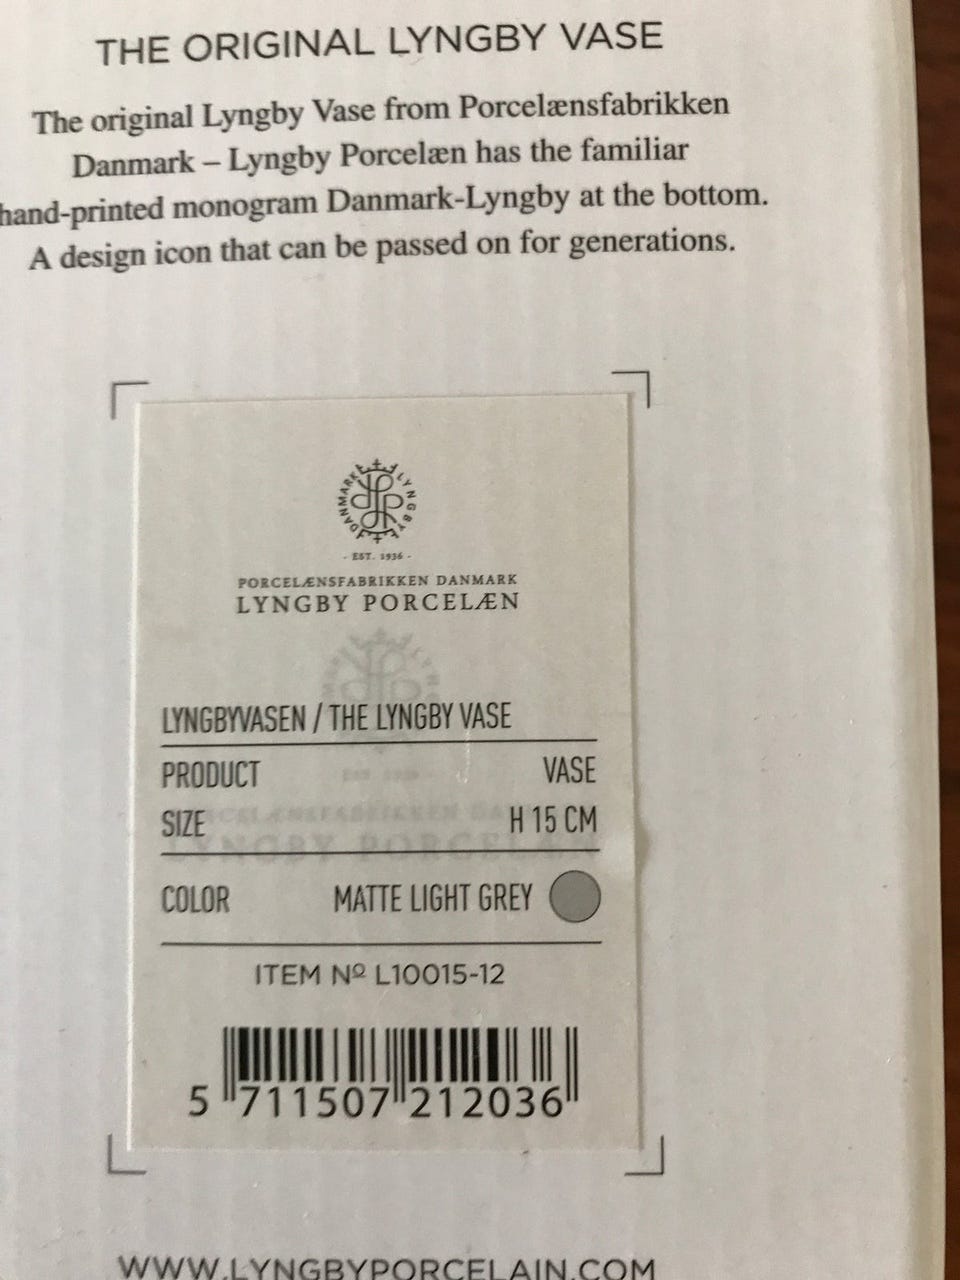 THE ORIGINAL LYNGBY VASE
The original Lyngby Vase from Porcelænsfabrikken
Danmark – Lyngby Porcelæn has the familiar
hand-printed monogram Danmark-Lyngby at the bottom.
A design icon that can be passed on for generations.
DANMARK LYNGBY
- EST. 1936 -
PORCELÆNSFABRIKKEN DANMARK
LYNGBY PORCELÆN
LYNGBYVASEN / THE LYNGBY VASE
PRODUCT VASE
SIZE H 15 CM
COLOR MATTE LIGHT GREY
ITEM Nº L10015-12
5 711507 212036
WWW.LYNGBYPORCELAIN.COM